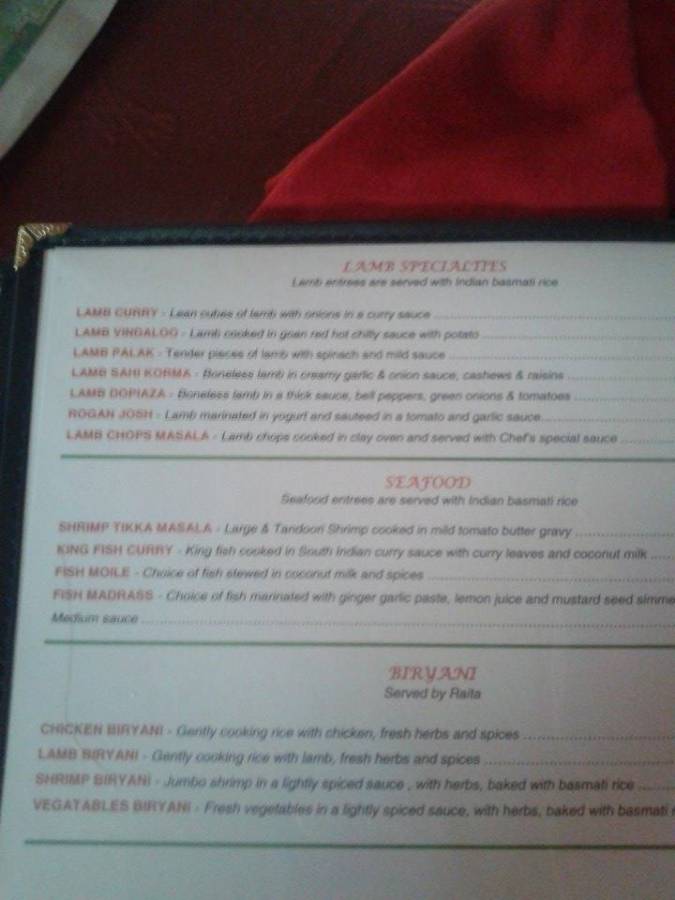 LAMB SPECIALTIES
Lamb entrees are served with Indian basmati rice
LAMB CURRY - Lean cubes of lamb with onions in a curry sauce
LAMB VINDALOO - Lamb cooked in goan red hot chilly sauce with potato
LAMB PALAK - Tender pieces of lamb with spinach and mild sauce
LAMB SAHI KORMA - Boneless lamb in creamy garlic & onion sauce, cashews & raisins
LAMB DOPIAZA - Boneless lamb in a thick sauce, bell peppers, green onions & tomatoes
ROGAN JOSH - Lamb marinated in yogurt and sauteed in a tomato and garlic sauce
LAMB CHOPS MASALA - Lamb chops cooked in clay oven and served with Chef's special sauce
SEAFOOD
Seafood entrees are served with Indian basmati rice
SHRIMP TIKKA MASALA - Large & Tandoori Shrimp cooked in mild tomato butter gravy
KING FISH CURRY - King fish cooked in South Indian curry sauce with curry leaves and coconut milk
FISH MOILE - Choice of fish stewed in coconut milk and spices
FISH MADRASS - Choice of fish marinated with ginger garlic paste, lemon juice and mustard seed simme
Medium sauce
BIRYANI
Served by Raita
CHICKEN BIRYANI - Gently cooking rice with chicken, fresh herbs and spices
LAMB BIRYANI - Gently cooking rice with lamb, fresh herbs and spices
SHRIMP BIRYANI - Jumbo shrimp in a lightly spiced sauce , with herbs, baked with basmati rice
VEGATABLES BIRYANI - Fresh vegetables in a lightly spiced sauce, with herbs, baked with basmati